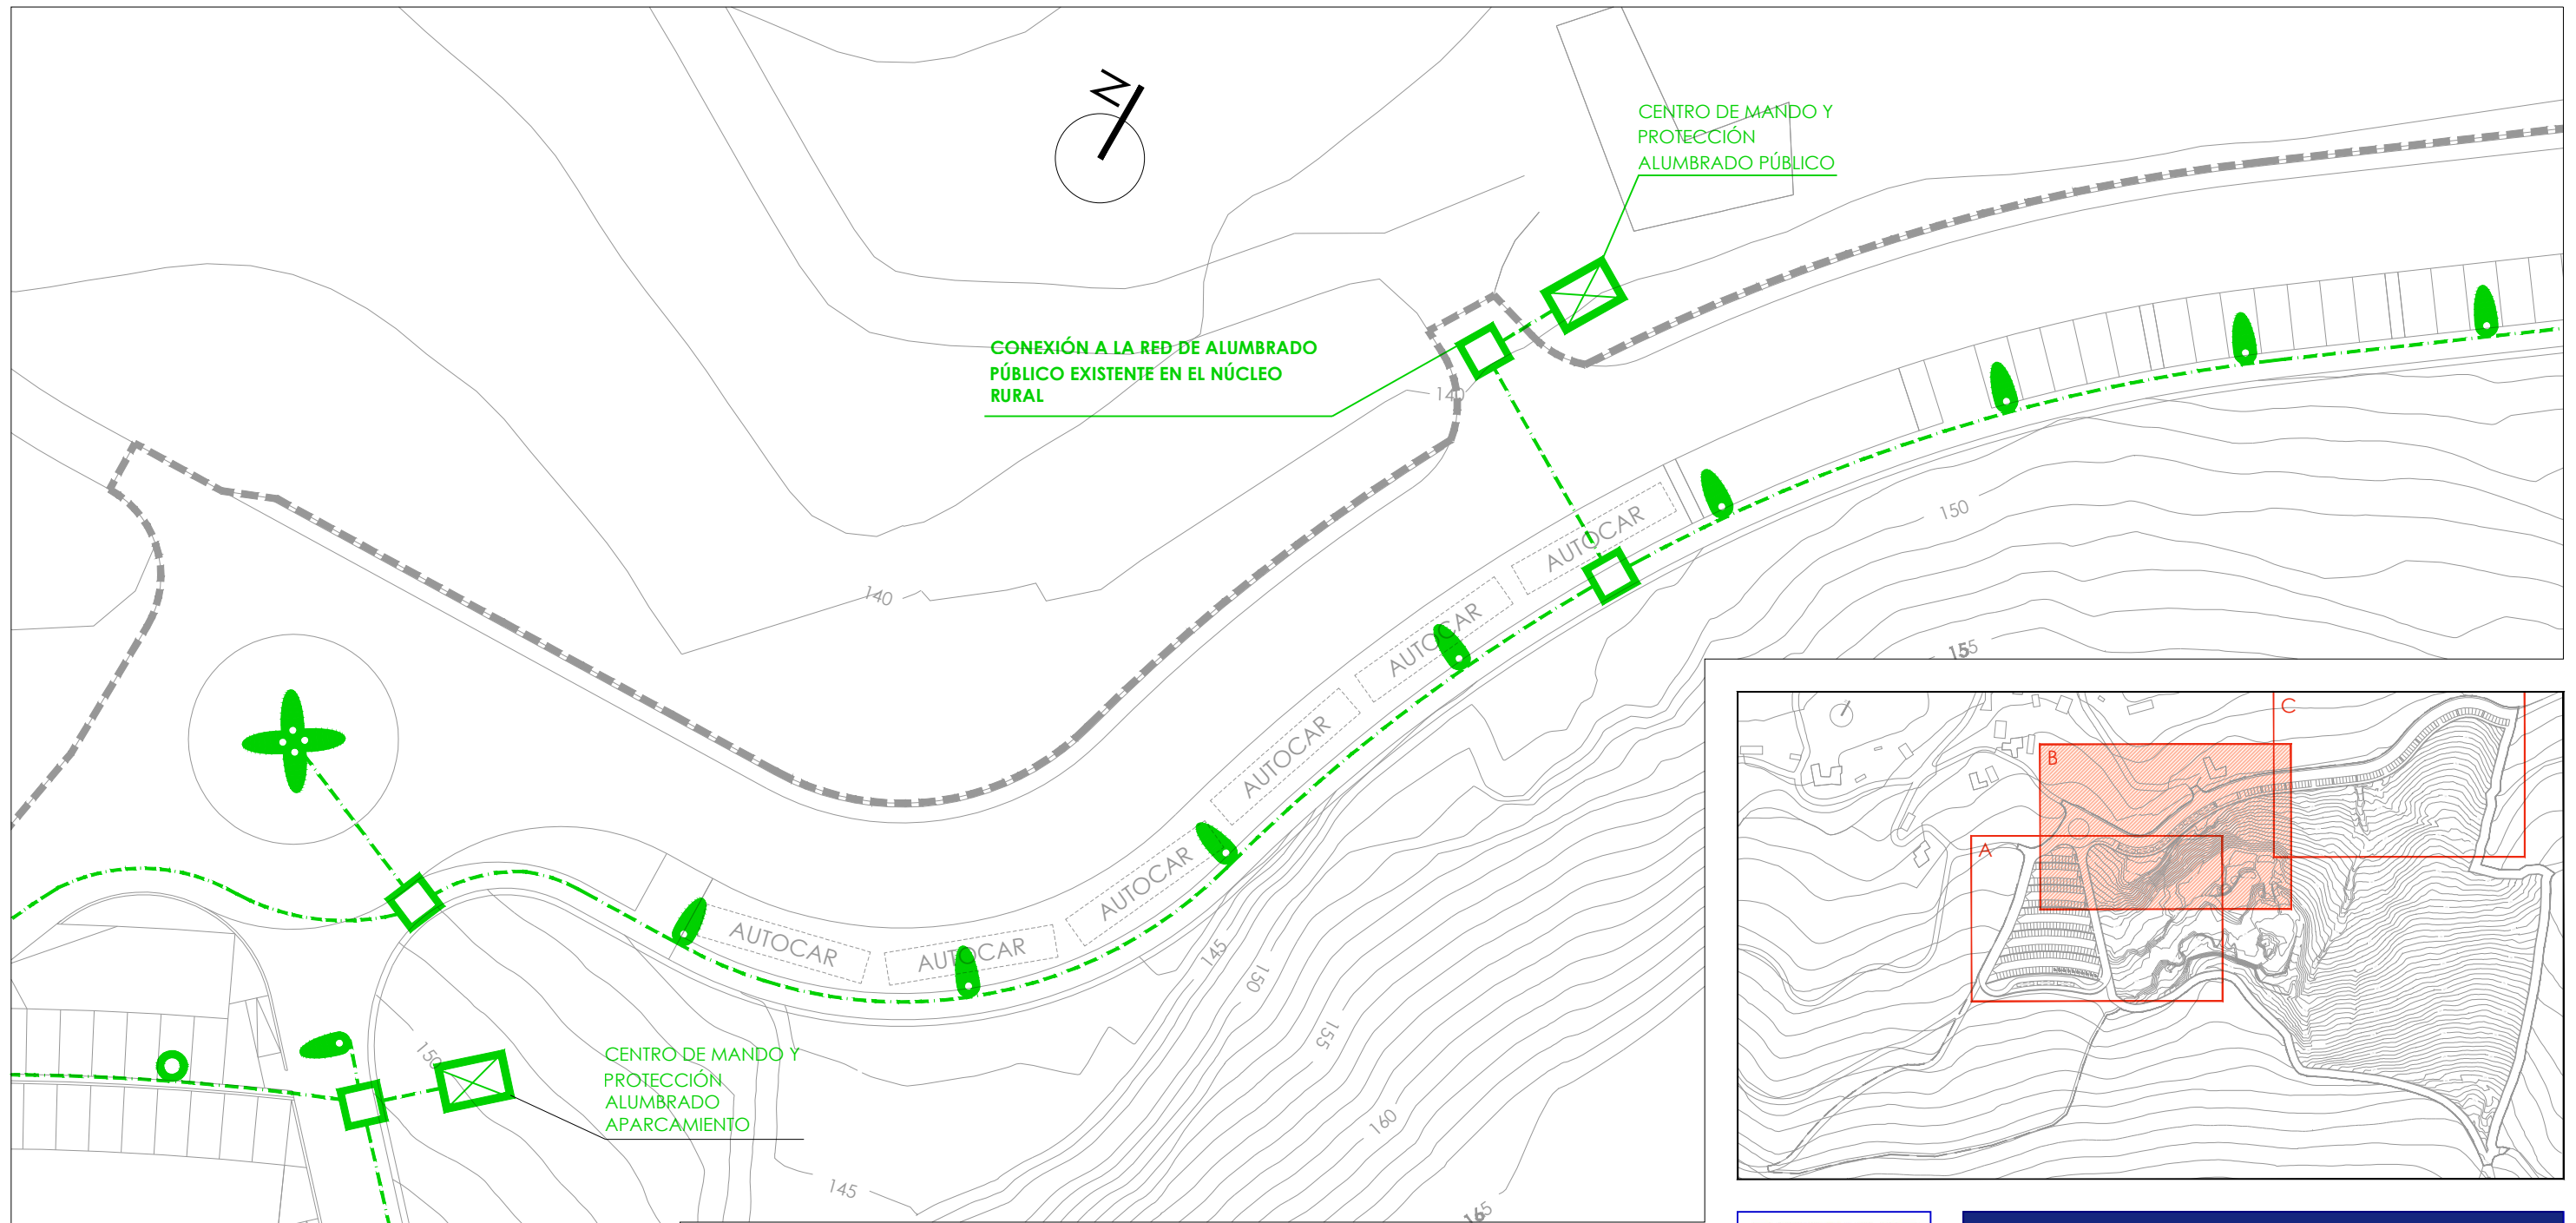 N
CENTRO DE MANDO Y
PROTECCIÓN
ALUMBRADO PÚBLICO
CONEXIÓN A LA RED DE ALUMBRADO
PÚBLICO EXISTENTE EN EL NÚCLEO
RURAL
140
150
AUTOCAR
140
AUTOCAR
155
C
AUTOCAR
B
AUTOCAR
A
AUTOCAR
AUTOCAR
145
150
155
150
CENTRO DE MANDO Y
PROTECCIÓN
ALUMBRADO
APARCAMIENTO
160
145
165